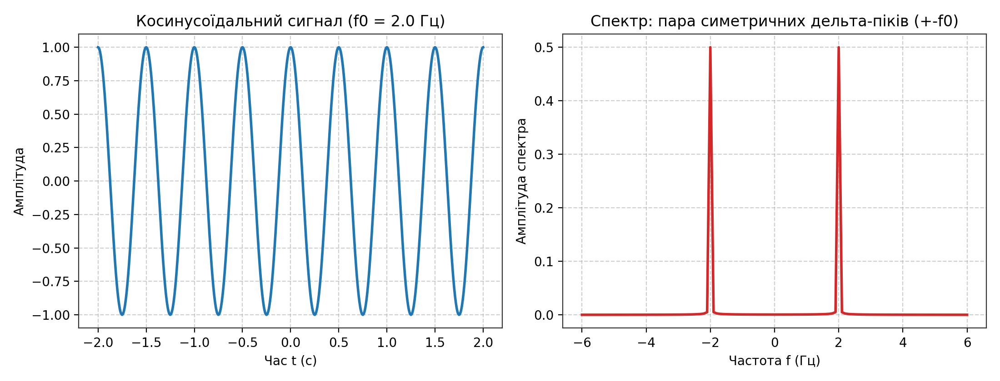 Косинусоїдальний сигнал (f0 = 2.0 Гц)
1.00
0.75
0.50
0.25
0.00
−0.25
−0.50
−0.75
−1.00
Амплітуда
−2.0 −1.5 −1.0 −0.5 0.0 0.5 1.0 1.5 2.0
Час t (с)
Спектр: пара симетричних дельта-піків (+-f0)
0.5
0.4
0.3
0.2
0.1
0.0
Амплітуда спектра
−6 −4 −2 0 2 4 6
Частота f (Гц)